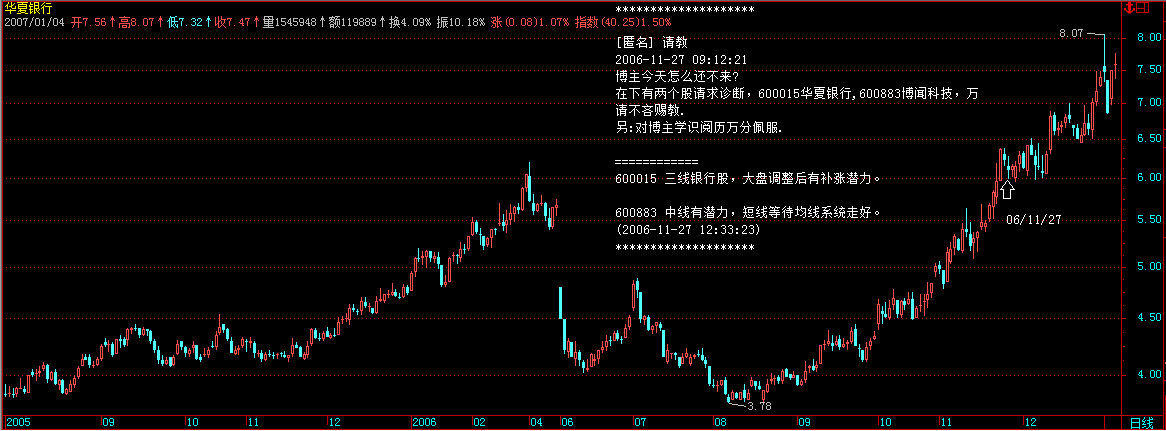 华夏银行
2007/01/04 开7.56↑高8.07↑低7.32↑收7.47↑量1545948↑额119889↑换4.09% 振10.18% 涨(0.08)1.07% 指数(40.25)1.50%
********************
[匿名] 请教
2006-11-27 09:12:21
博主今天怎么还不来?
在下有两个股请求诊断，600015华夏银行,600883博闻科技，万
请不吝赐教.
另:对博主学识阅历万分佩服.
============
600015 三线银行股，大盘调整后有补涨潜力。
600883 中线有潜力，短线等待均线系统走好。
(2006-11-27 12:33:23)
********************
8.07
06/11/27
3.78
8.00
7.50
7.00
6.50
6.00
5.50
5.00
4.50
4.00
2005 09 10 11 12 2006 02 04 06 07 08 09 10 11 12 日线